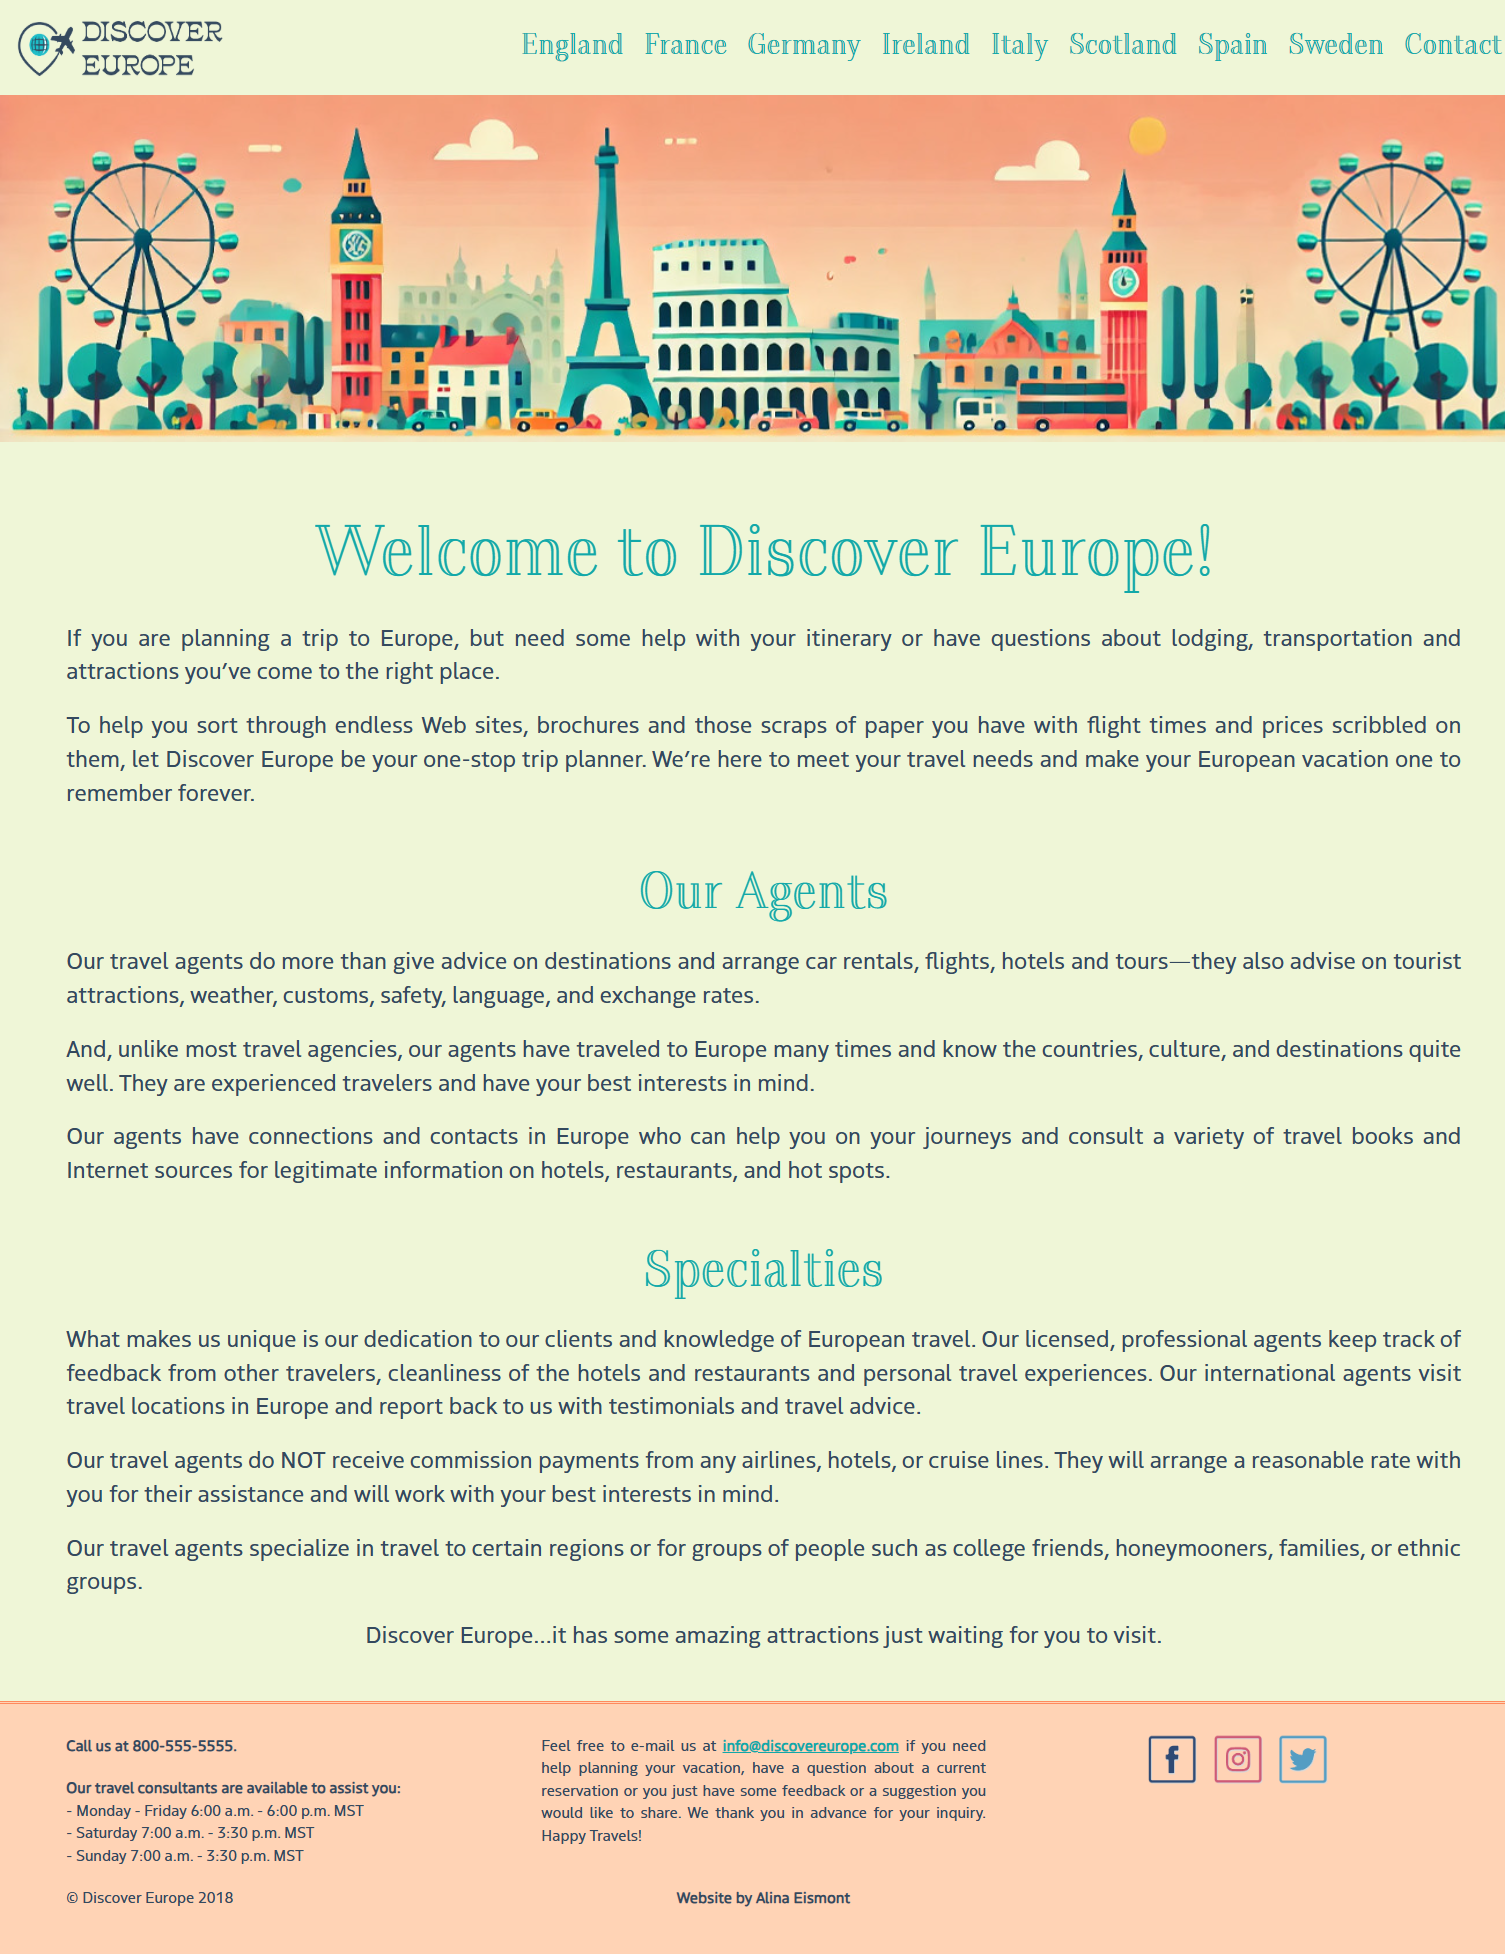 DISCOVER
EUROPE
England France Germany Ireland Italy Scotland Spain Sweden Contact
Welcome to Discover Europe!
If you are planning a trip to Europe, but need some help with your itinerary or have questions about lodging, transportation and
attractions you’ve come to the right place.
To help you sort through endless Web sites, brochures and those scraps of paper you have with flight times and prices scribbled on
them, let Discover Europe be your one-stop trip planner. We’re here to meet your travel needs and make your European vacation one to
remember forever.
Our Agents
Our travel agents do more than give advice on destinations and arrange car rentals, flights, hotels and tours—they also advise on tourist
attractions, weather, customs, safety, language, and exchange rates.
And, unlike most travel agencies, our agents have traveled to Europe many times and know the countries, culture, and destinations quite
well. They are experienced travelers and have your best interests in mind.
Our agents have connections and contacts in Europe who can help you on your journeys and consult a variety of travel books and
Internet sources for legitimate information on hotels, restaurants, and hot spots.
Specialties
What makes us unique is our dedication to our clients and knowledge of European travel. Our licensed, professional agents keep track of
feedback from other travelers, cleanliness of the hotels and restaurants and personal travel experiences. Our international agents visit
travel locations in Europe and report back to us with testimonials and travel advice.
Our travel agents do NOT receive commission payments from any airlines, hotels, or cruise lines. They will arrange a reasonable rate with
you for their assistance and will work with your best interests in mind.
Our travel agents specialize in travel to certain regions or for groups of people such as college friends, honeymooners, families, or ethnic
groups.
Discover Europe...it has some amazing attractions just waiting for you to visit.
Call us at 800-555-5555.
Our travel consultants are available to assist you:
- Monday - Friday 6:00 a.m. - 6:00 p.m. MST
- Saturday 7:00 a.m. - 3:30 p.m. MST
- Sunday 7:00 a.m. - 3:30 p.m. MST
© Discover Europe 2018
Feel free to e-mail us at info@discovereurope.com if you need
help planning your vacation, have a question about a current
reservation or you just have some feedback or a suggestion you
would like to share. We thank you in advance for your inquiry.
Happy Travels!
Website by Alina Eismont